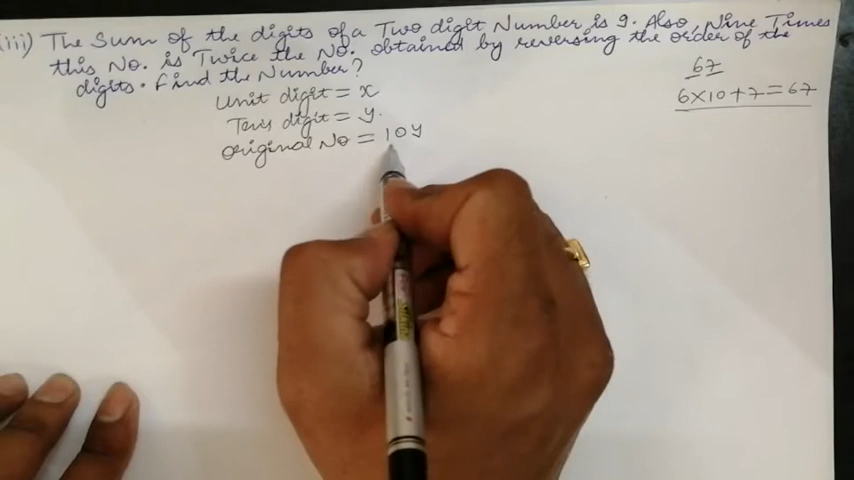 (iii) The Sum of the digits of a Two digit Number is 9. Also, Nine Times
this No. is Twice the No. obtained by reversing the order of the
digits. Find the Number?
67
6×10+7=67
Unit digit = x
Tens digit = y.
Original No = 10y